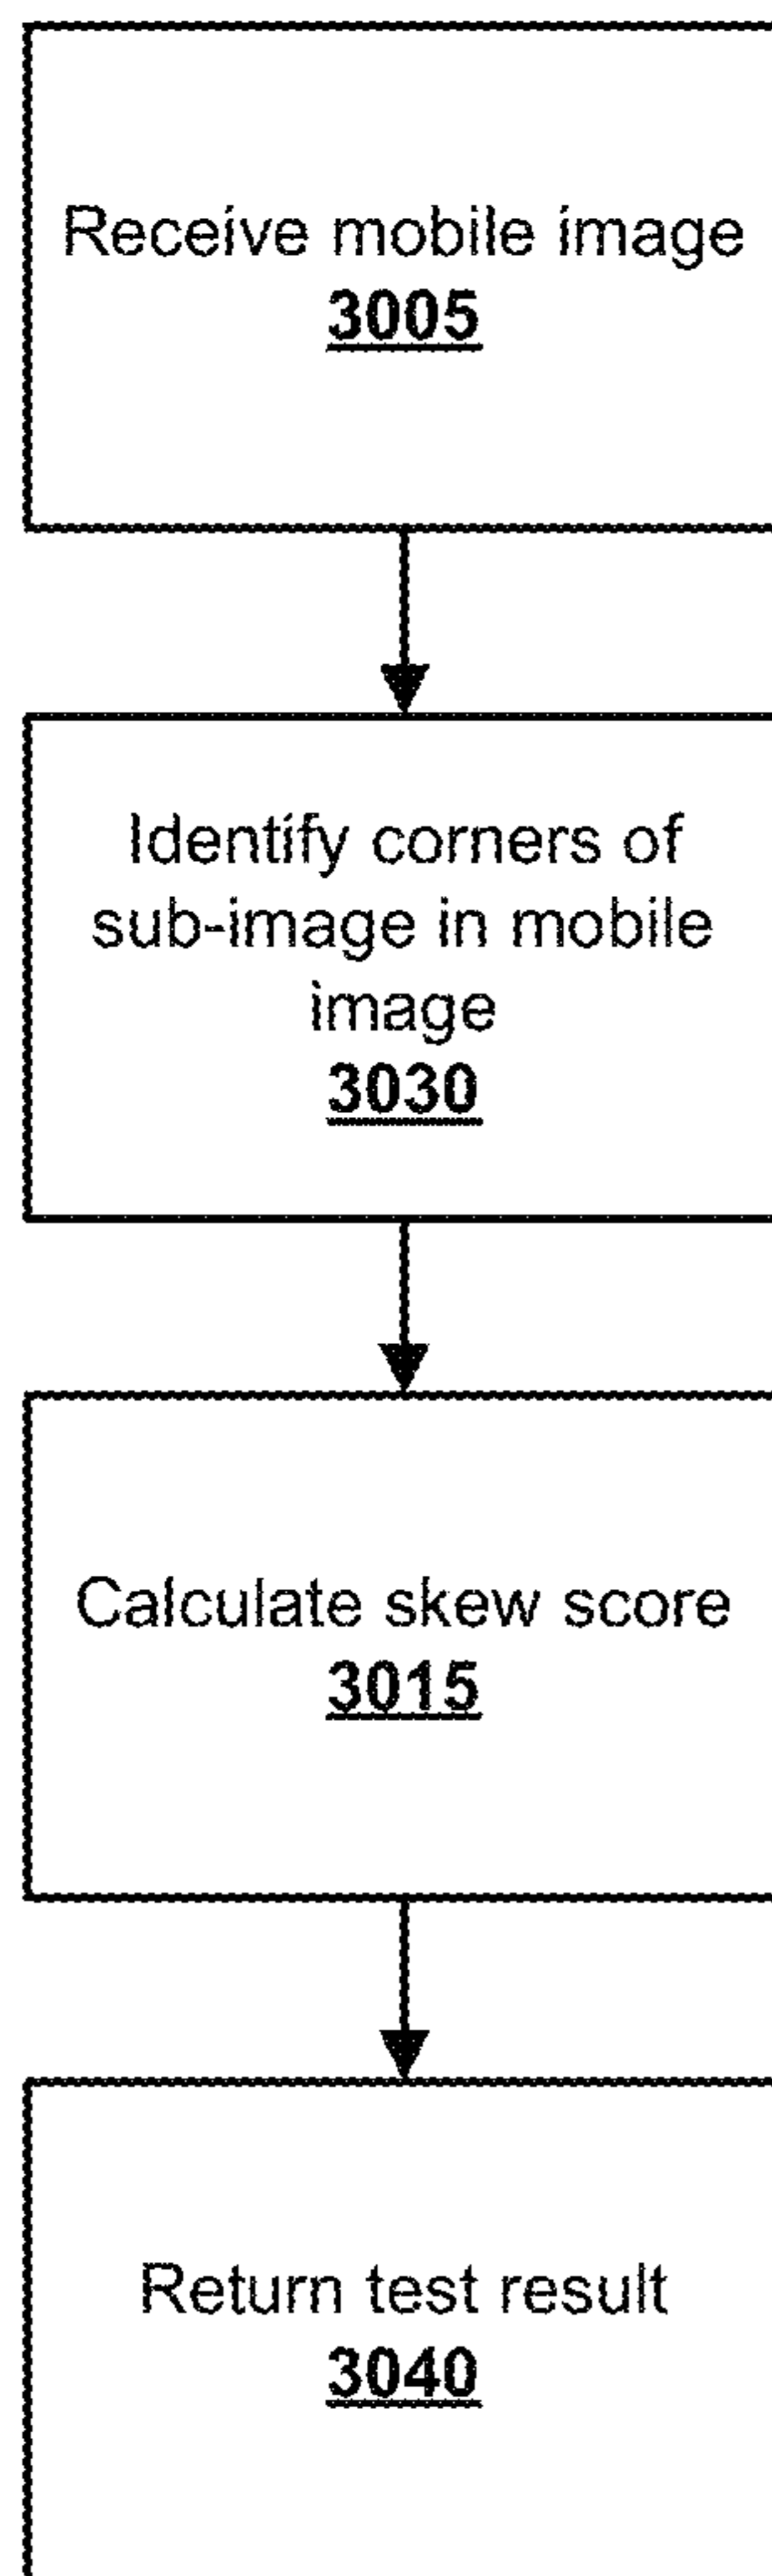 Receive mobile image
3005
Identify corners of
sub-image in mobile
image
3030
Calculate skew score
3015
Return test result
3040